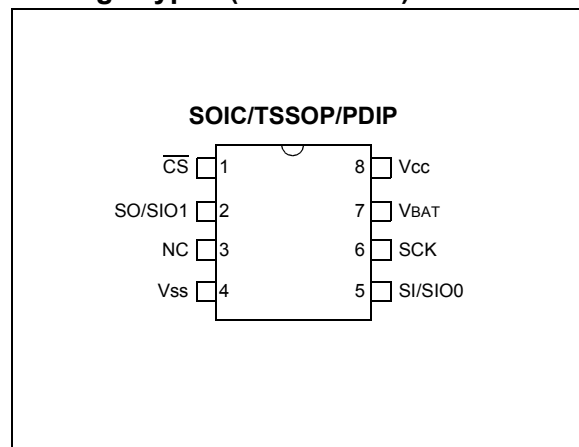 SOIC/TSSOP/PDIP
C̅S̅ 1 8 Vcc
SO/SIO1 2 7 VBAT
NC 3 6 SCK
Vss 4 5 SI/SIO0